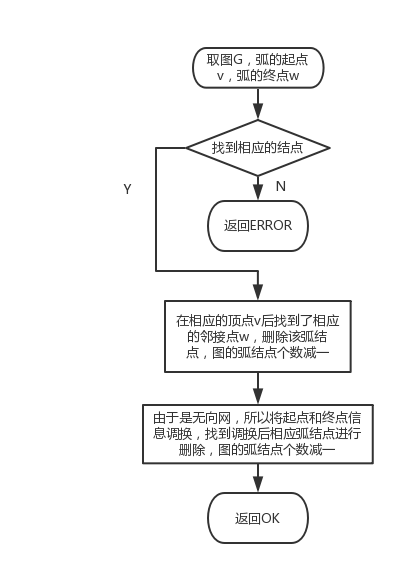 取图G，弧的起点
v，弧的终点w
找到相应的结点
Y
N
返回ERROR
在相应的顶点v后找到了相应
的邻接点w，删除该弧结
点，图的弧结点个数减一
由于是无向网，所以将起点和终点信
息调换，找到调换后相应弧结点进行
删除，图的弧结点个数减一
返回OK